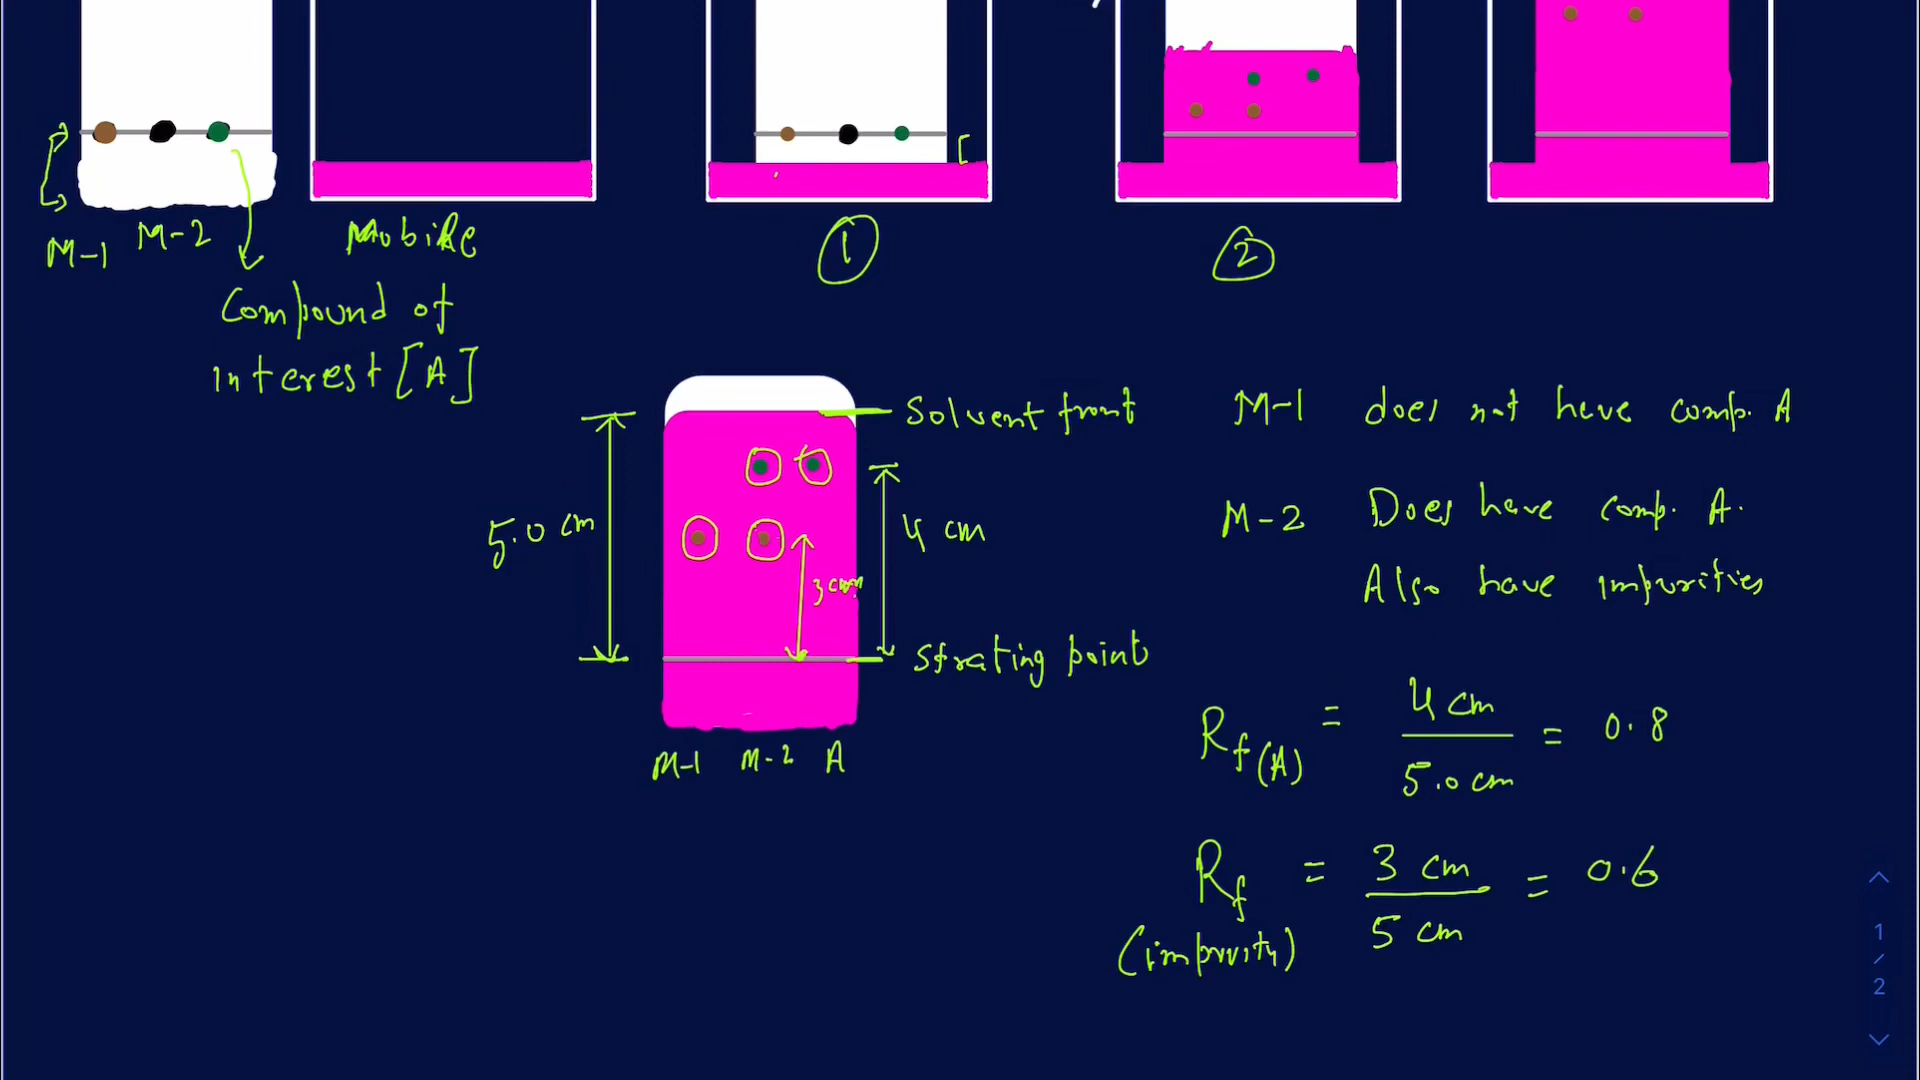 M-1 M-2
Mobile
Compound of
interest [A]
1
2
Solvent front
5.0 cm
4 cm
3 cm
Strating point
M-1 M-2 A
M-1 does not have comp. A
M-2 Does have comp. A.
Also have impurities
Rf(A) = 4 cm / 5.0 cm = 0.8
Rf = 3 cm / 5 cm = 0.6
(impurity)
1
/
2